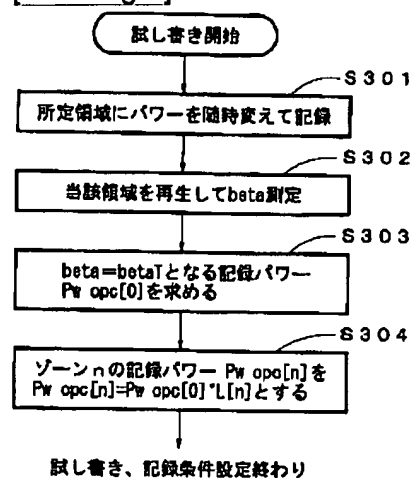 試し書き開始
S301
所定領域にパワーを随時変えて記録
S302
当該領域を再生してbeta測定
S303
beta=betaTとなる記録パワー
Pw opc[0]を求める
S304
ゾーンnの記録パワー Pw opc[n]を
Pw opc[n]=Pw opc[0]*L[n]とする
試し書き、記録条件設定終わり